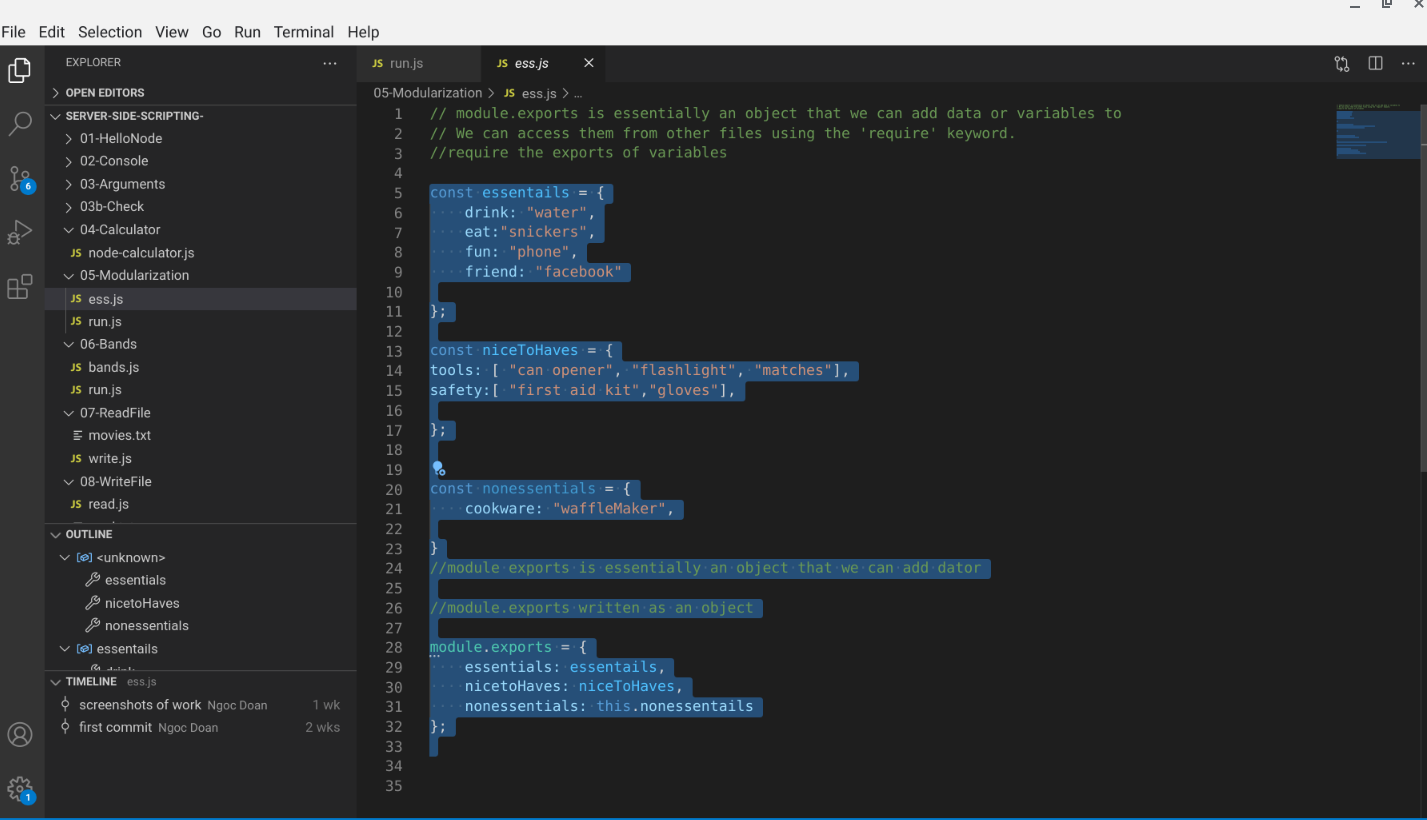 File Edit Selection View Go Run Terminal Help
EXPLORER
OPEN EDITORS
SERVER-SIDE-SCRIPTING-
01-HelloNode
02-Console
03-Arguments
03b-Check
04-Calculator
JS node-calculator.js
05-Modularization
JS ess.js
JS run.js
06-Bands
JS bands.js
JS run.js
07-ReadFile
movies.txt
JS write.js
08-WriteFile
JS read.js
OUTLINE
<unknown>
essentials
nicetoHaves
nonessentials
essentails
TIMELINE ess.js
screenshots of work Ngoc Doan 1 wk
first commit Ngoc Doan 2 wks
6
1
JS run.js
JS ess.js
05-Modularization > JS ess.js > ...
1 // module.exports is essentially an object that we can add data or variables to
2 // We can access them from other files using the 'require' keyword.
3 //require the exports of variables
4
5 const essentails = {
6 drink: "water",
7 eat:"snickers",
8 fun: "phone",
9 friend: "facebook"
10
11 };
12
13 const niceToHaves = {
14 tools: [ "can opener", "flashlight", "matches"],
15 safety:[ "first aid kit","gloves"],
16
17 };
18
19
20 const nonessentials = {
21 cookware: "waffleMaker",
22
23 }
24 //module exports is essentially an object that we can add dator
25
26 //module.exports written as an object
27
28 module.exports = {
29 essentials: essentails,
30 nicetoHaves: niceToHaves,
31 nonessentials: this.nonessentails
32 };
33
34
35